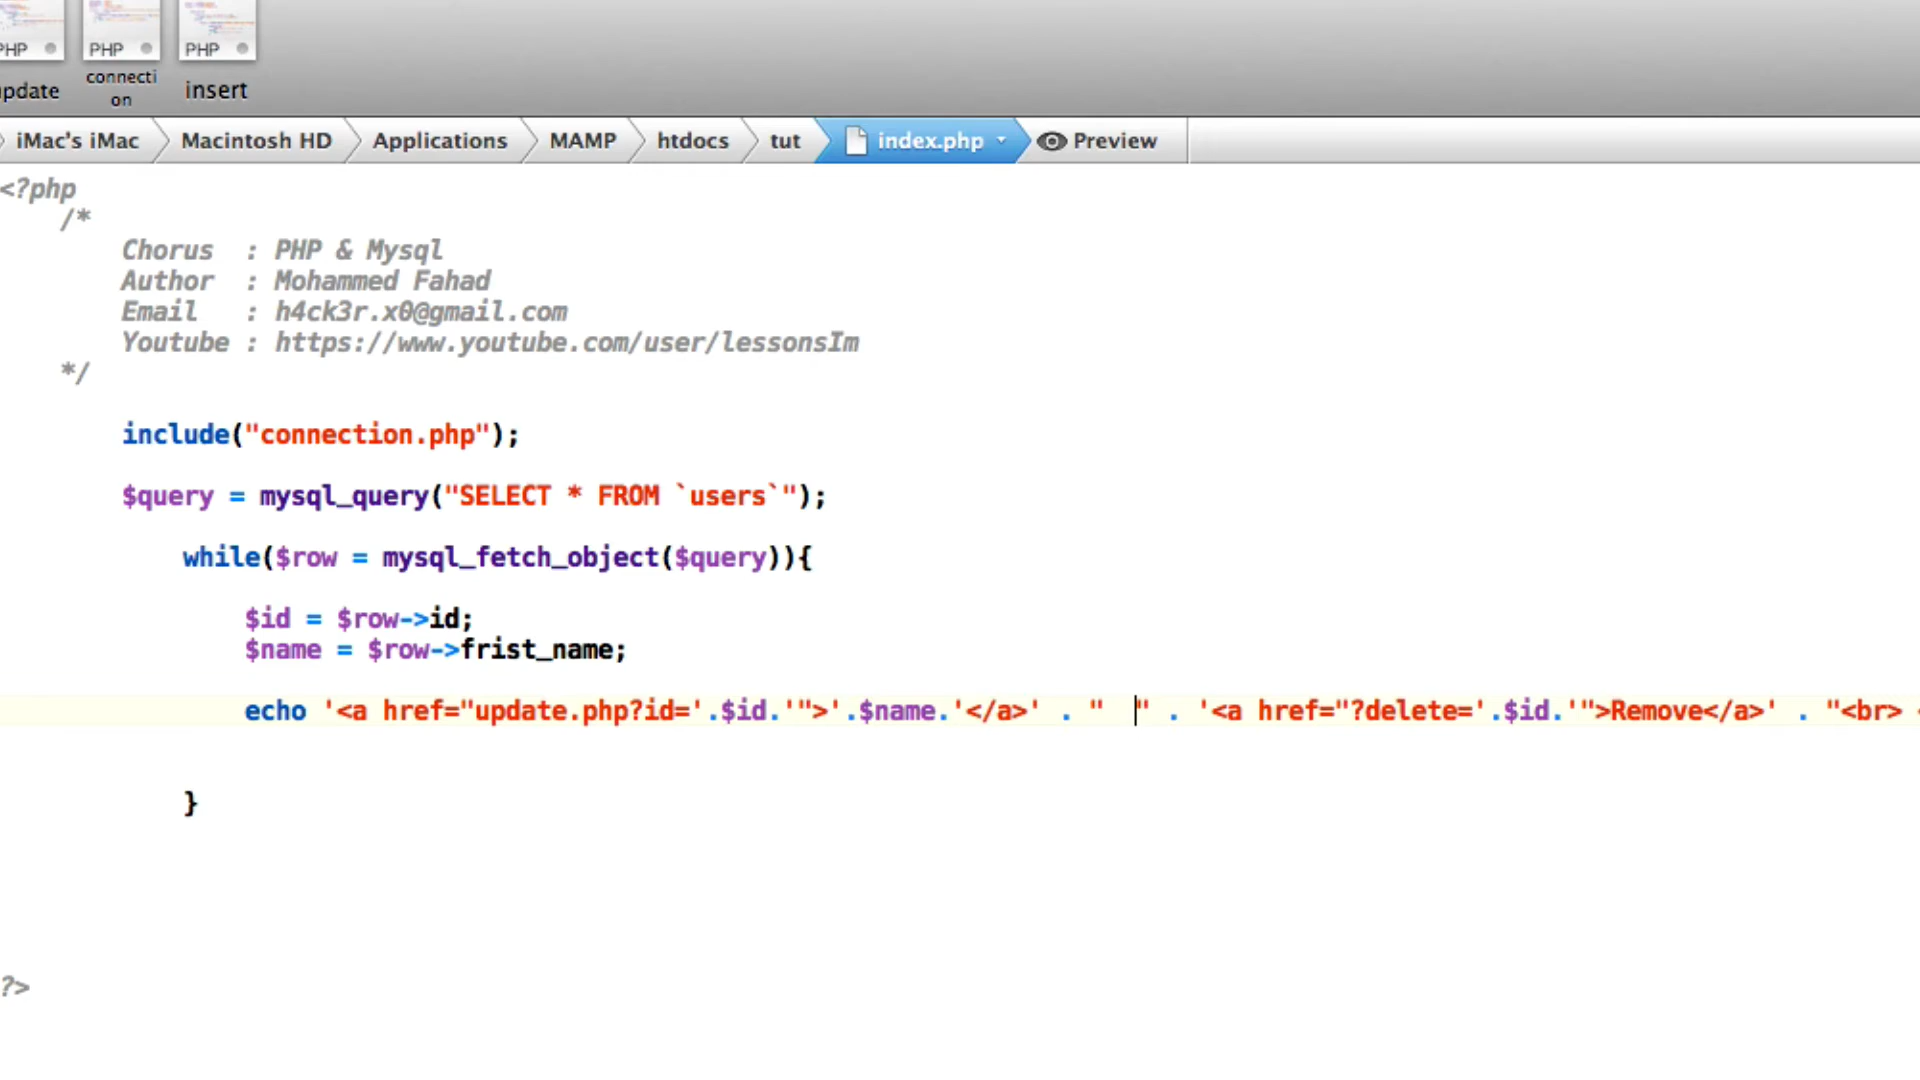 PHP PHP PHP
update connecti insert
on
iMac's iMac Macintosh HD Applications MAMP htdocs tut index.php Preview
<?php
/*
Chorus : PHP & Mysql
Author : Mohammed Fahad
Email : h4ck3r.x0@gmail.com
Youtube : https://www.youtube.com/user/lessonsIm
*/
include("connection.php");
$query = mysql_query("SELECT * FROM `users`");
while($row = mysql_fetch_object($query)){
$id = $row->id;
$name = $row->frist_name;
echo '<a href="update.php?id='.$id.'">'.$name.'</a>' . "  " . '<a href="?delete='.$id.'">Remove</a>' . "<br> <
}
?>